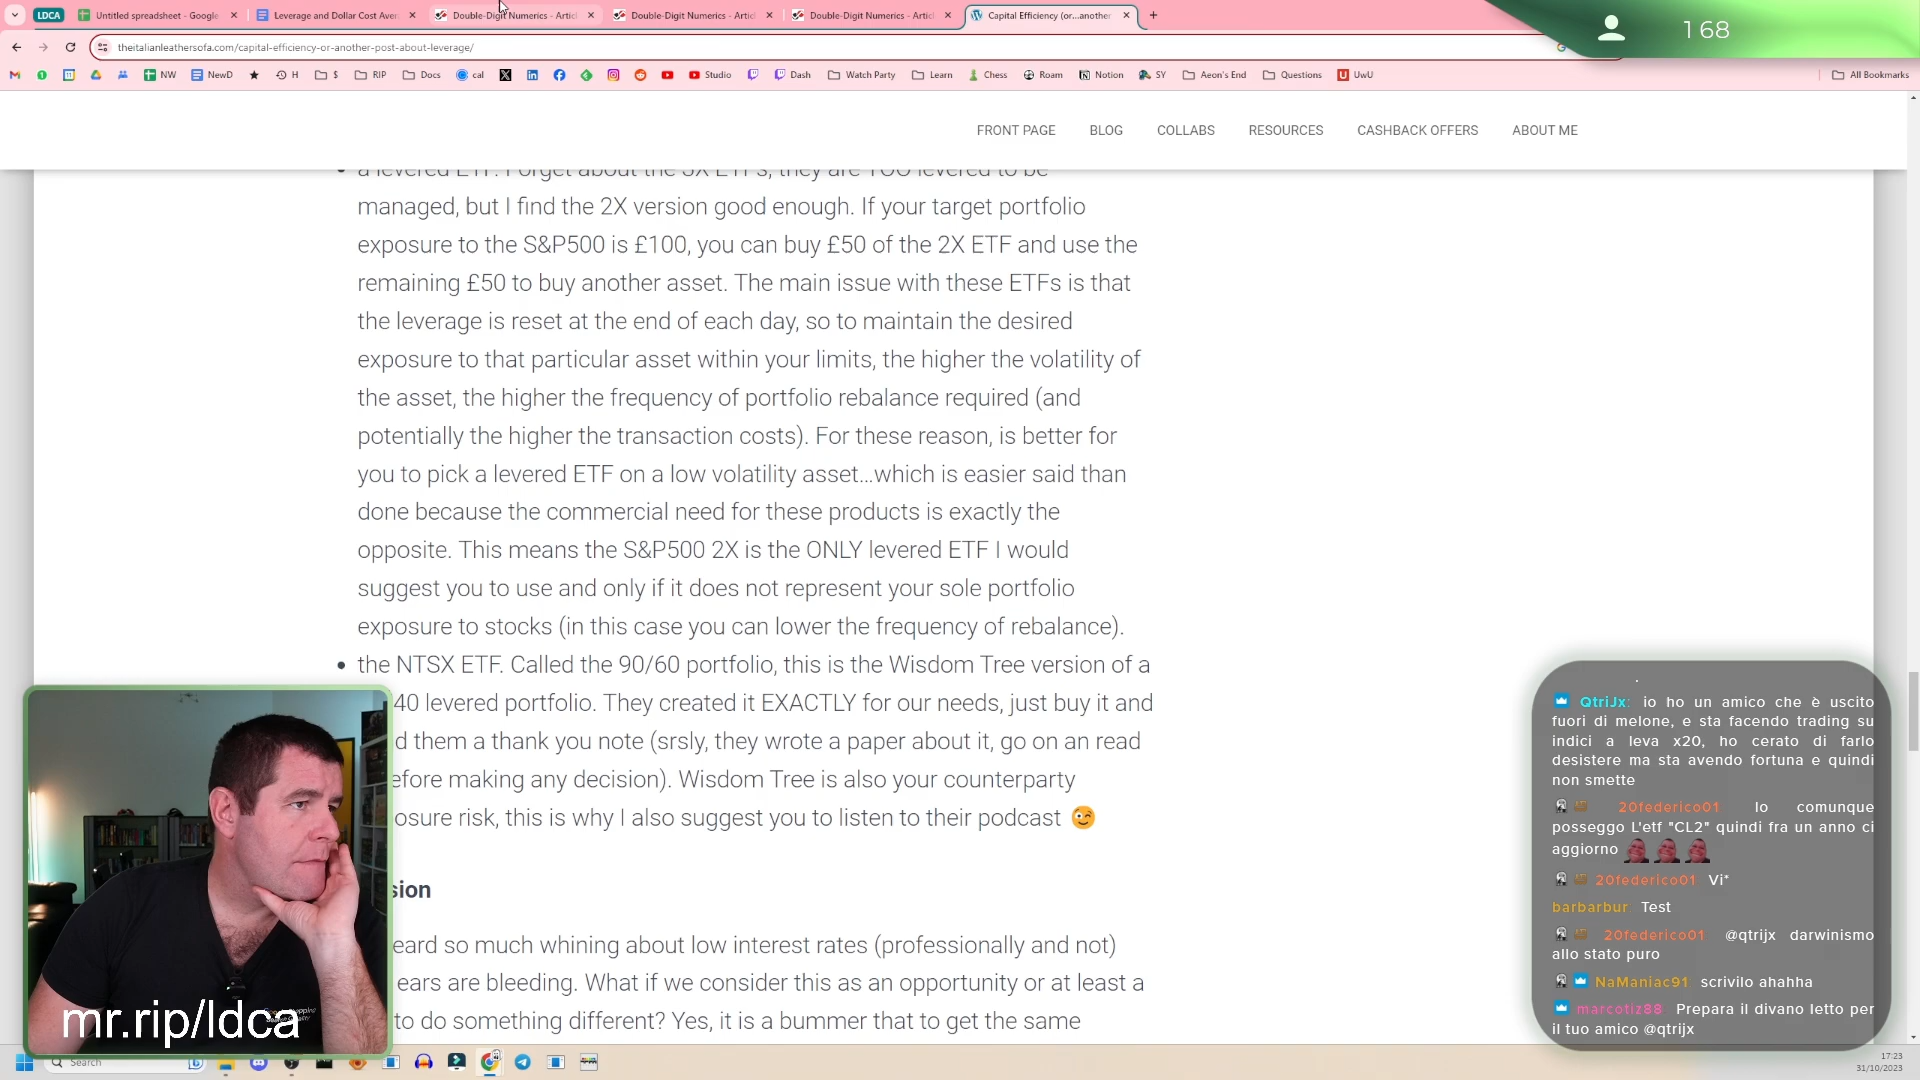 LDCA
Untitled spreadsheet - Google
Leverage and Dollar Cost Aver
Double-Digit Numerics - Articl
Double-Digit Numerics - Articl
Double-Digit Numerics - Articl
Capital Efficiency (or...another
168
theitalianleathersofa.com/capital-efficiency-or-another-post-about-leverage/
NW
NewD
H
$
RIP
Docs
cal
Studio
Dash
Watch Party
Learn
Chess
Roam
Notion
SY
Aeon's End
Questions
UwU
All Bookmarks
FRONT PAGE
BLOG
COLLABS
RESOURCES
CASHBACK OFFERS
ABOUT ME
a levered ETF. Forget about the 3X ETFs, they are TOO levered to be
managed, but I find the 2X version good enough. If your target portfolio
exposure to the S&P500 is £100, you can buy £50 of the 2X ETF and use the
remaining £50 to buy another asset. The main issue with these ETFs is that
the leverage is reset at the end of each day, so to maintain the desired
exposure to that particular asset within your limits, the higher the volatility of
the asset, the higher the frequency of portfolio rebalance required (and
potentially the higher the transaction costs). For these reason, is better for
you to pick a levered ETF on a low volatility asset…which is easier said than
done because the commercial need for these products is exactly the
opposite. This means the S&P500 2X is the ONLY levered ETF I would
suggest you to use and only if it does not represent your sole portfolio
exposure to stocks (in this case you can lower the frequency of rebalance).
the NTSX ETF. Called the 90/60 portfolio, this is the Wisdom Tree version of a
40 levered portfolio. They created it EXACTLY for our needs, just buy it and
d them a thank you note (srsly, they wrote a paper about it, go on an read
efore making any decision). Wisdom Tree is also your counterparty
osure risk, this is why I also suggest you to listen to their podcast 😉
sion
eard so much whining about low interest rates (professionally and not)
ears are bleeding. What if we consider this as an opportunity or at least a
to do something different? Yes, it is a bummer that to get the same
mr.rip/ldca
QtriJx: io ho un amico che è uscito
fuori di melone, e sta facendo trading su
indici a leva x20, ho cerato di farlo
desistere ma sta avendo fortuna e quindi
non smette
20federico01 Io comunque
posseggo L'etf "CL2" quindi fra un anno ci
aggiorno
20federico01 Vi*
barbarbur Test
20federico01 @qtrijx darwinismo
allo stato puro
NaManiac91 scrivilo ahahha
marcotiz88 Prepara il divano letto per
il tuo amico @qtrijx
Search
17:23
31/10/2023